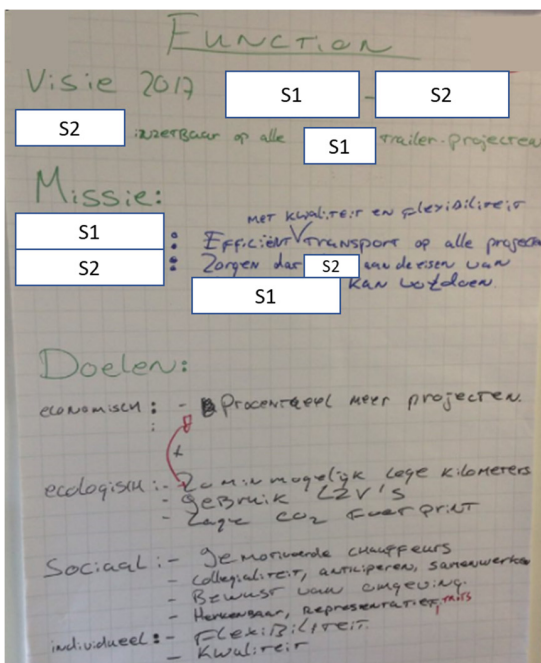 Function
Visie 2017 S1 - S2
S2 inzetbaar op alle S1 trailer-projecten
Missie:
met kwaliteit en flexibiliteit
S1 : Efficiënt transport op alle projecten
S2 : Zorgen dat S2 aan de eisen van
S1 kan voldoen.
Doelen:
economisch: - Procentueel meer projecten.
+
ecologisch: - Zo min mogelijk lege kilometers
- gebruik LZV's
- Lage CO2 Footprint
Sociaal: - gemotiveerde chauffeurs
- collegialiteit, anticiperen, samenwerken
- Bewust van omgeving.
- Herkenbaar, representatief,
individueel: - Flexibiliteit.
- Kwaliteit